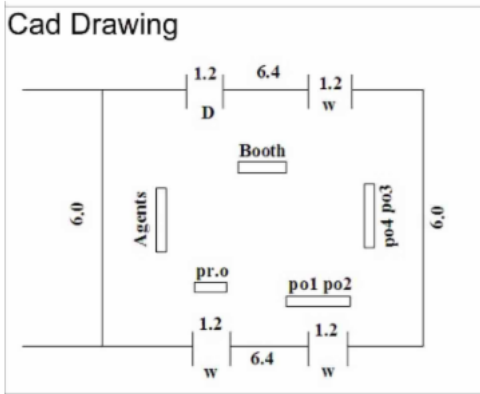 Cad Drawing
1.2 6.4 1.2
D w
Booth
6.0 Agents po4 po3 6.0
pr.o po1 po2
1.2 1.2
w 6.4 w